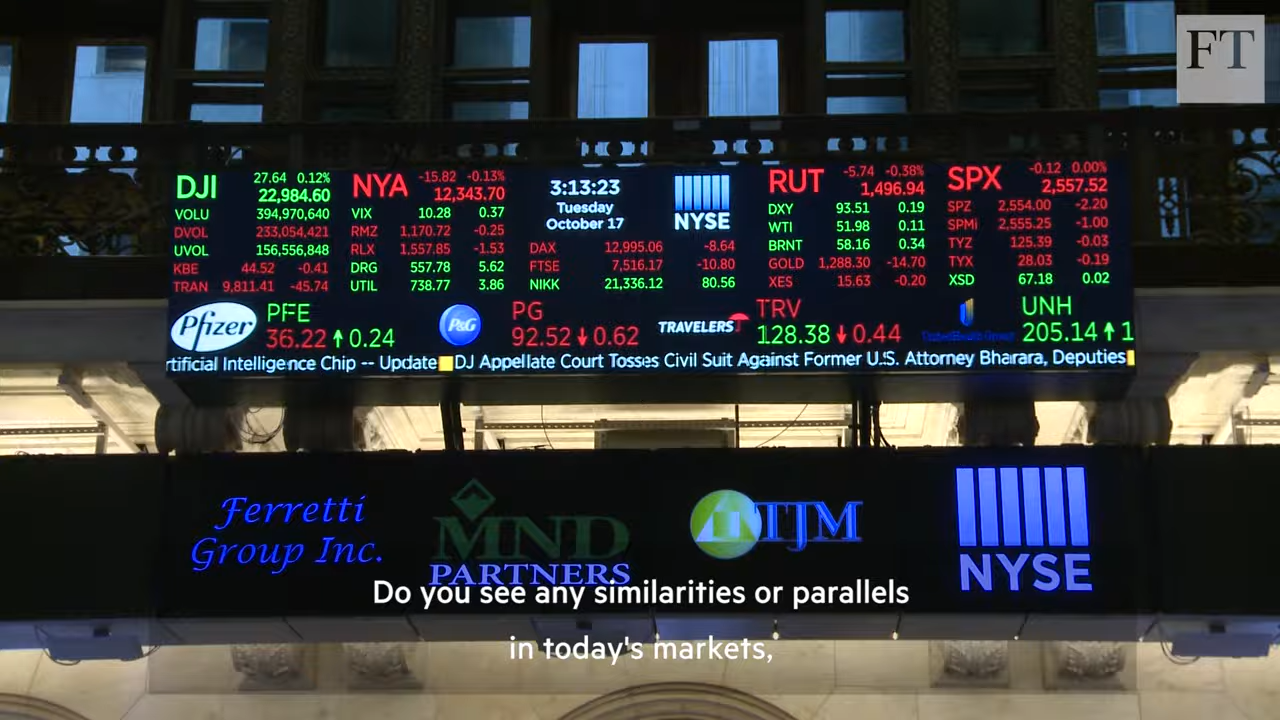 FT
DJI 27.64 0.12% 22,984.60
VOLU 394,970,640
DVOL 233,054,421
UVOL 156,556,848
KBE 44.52 -0.41
TRAN 9,811.41 -45.74
NYA -15.82 -0.13% 12,343.70
VIX 10.28 0.37
RMZ 1,170.72 -0.25
RLX 1,557.85 -1.53
DRG 557.78 5.62
UTIL 738.77 3.86
3:13:23
Tuesday
October 17
NYSE
DAX 12,995.06 -8.64
FTSE 7,516.17 -10.80
NIKK 21,336.12 80.56
RUT -5.74 -0.38% 1,496.94
DXY 93.51 0.19
WTI 51.98 0.11
BRNT 58.16 0.34
GOLD 1,288.30 -14.70
XES 15.63 -0.20
SPX -0.12 0.00% 2,557.52
SPZ 2,554.00 -2.20
SPMi 2,555.25 -1.00
TYZ 125.39 -0.03
TYX 28.03 -0.19
XSD 67.18 0.02
Pfizer PFE 36.22 ↑ 0.24
P&G PG 92.52 ↓ 0.62
TRAVELERS TRV 128.38 ↓ 0.44
UnitedHealth Group UNH 205.14 ↑ 1
rtificial Intelligence Chip -- Update DJ Appellate Court Tosses Civil Suit Against Former U.S. Attorney Bharara, Deputies
Ferretti
Group Inc.
MND
PARTNERS
TJM
NYSE
Do you see any similarities or parallels
in today's markets,